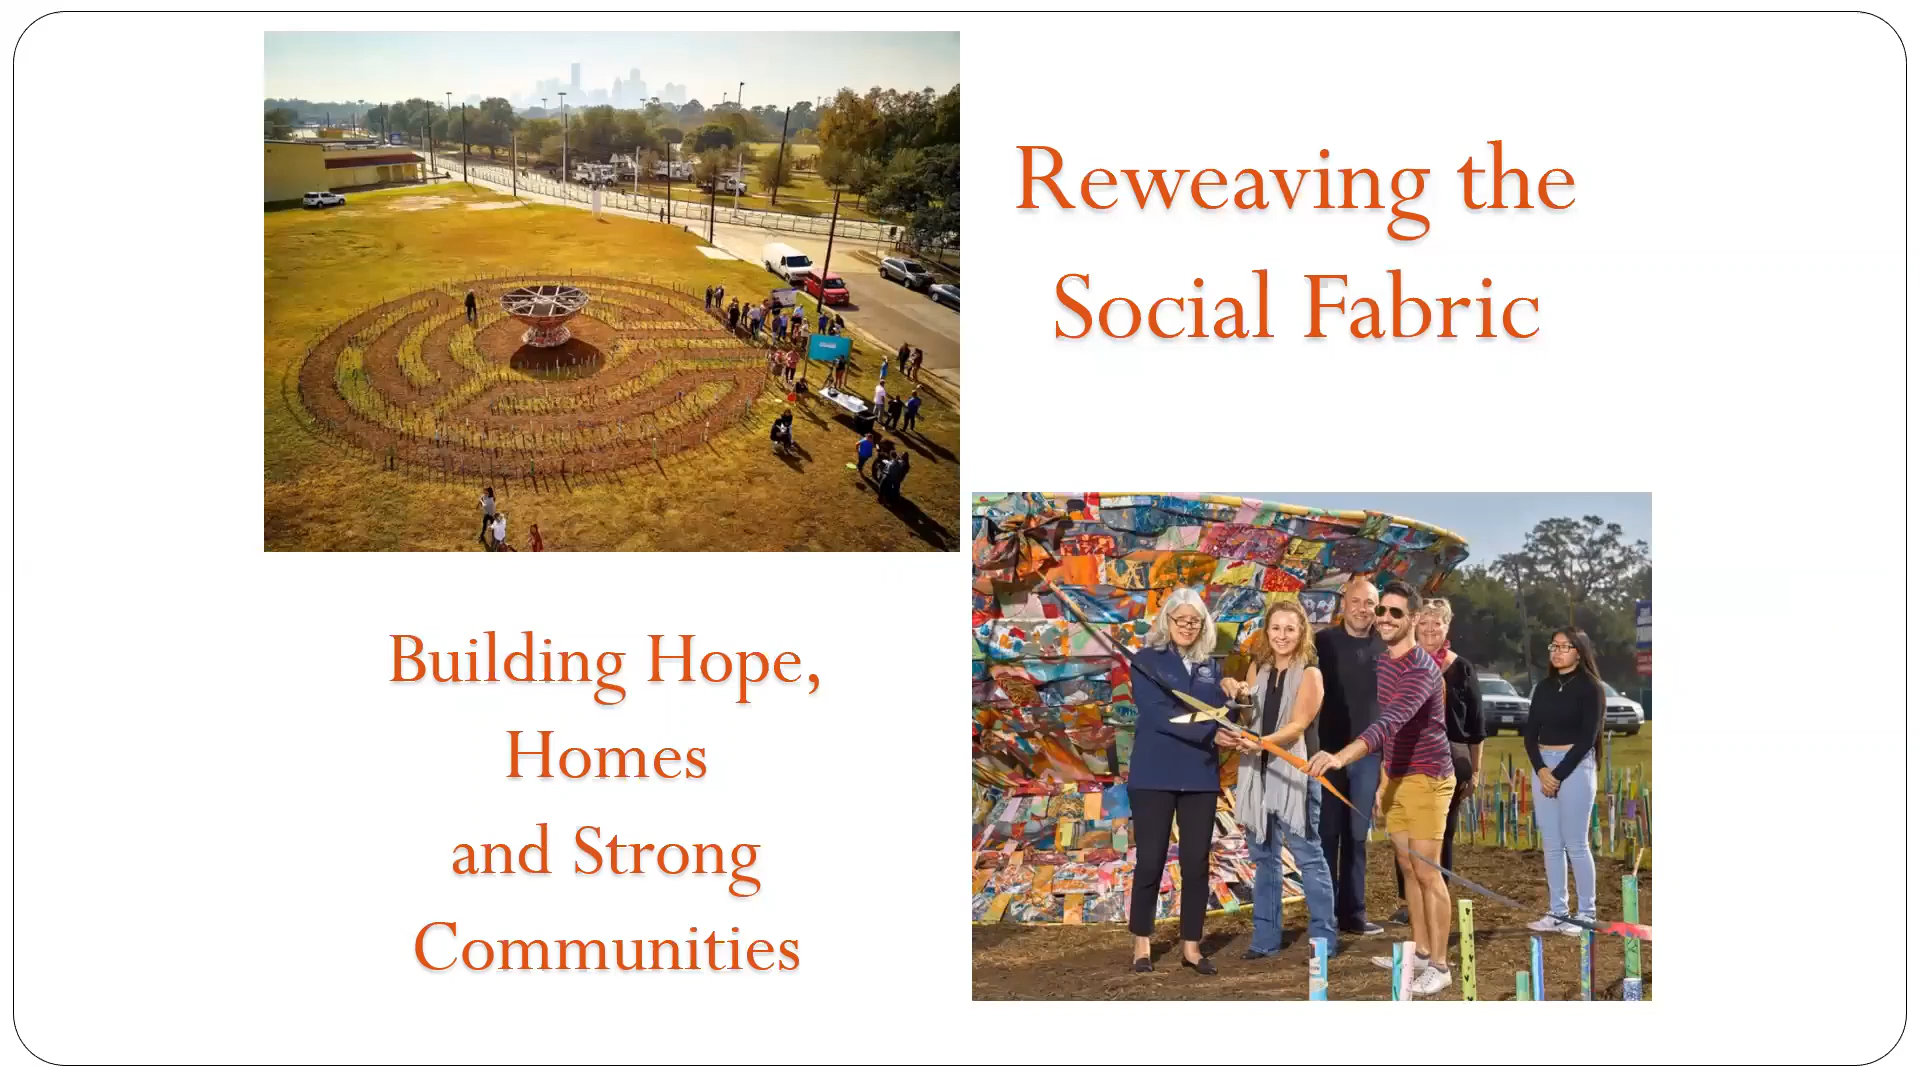 Reweaving the
Social Fabric
Building Hope,
Homes
and Strong
Communities